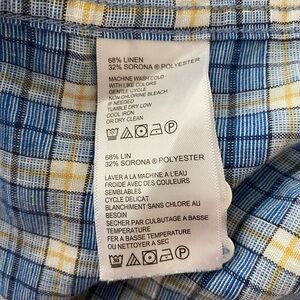 68% LINEN
32% SORONA ® POLYESTER
MACHINE WASH COLD
WITH LIKE COLORS
GENTLE CYCLE
NON CHLORINE BLEACH
IF NEEDED
TUMBLE DRY LOW
COOL IRON
OR DRY CLEAN
68% LIN
32% SORONA ® POLYESTER
LAVER A LA MACHINE A L'EAU
FROIDE AVEC DES COULEURS
SEMBLABLES
CYCLE DELICAT
BLANCHIMENT SANS CHLORE AU
BESOIN
SECHER PAR CULBUTAGE A BASSE
TEMPERATURE
FER A BASSE TEMPERATURE
OU NETTOYER A SEC